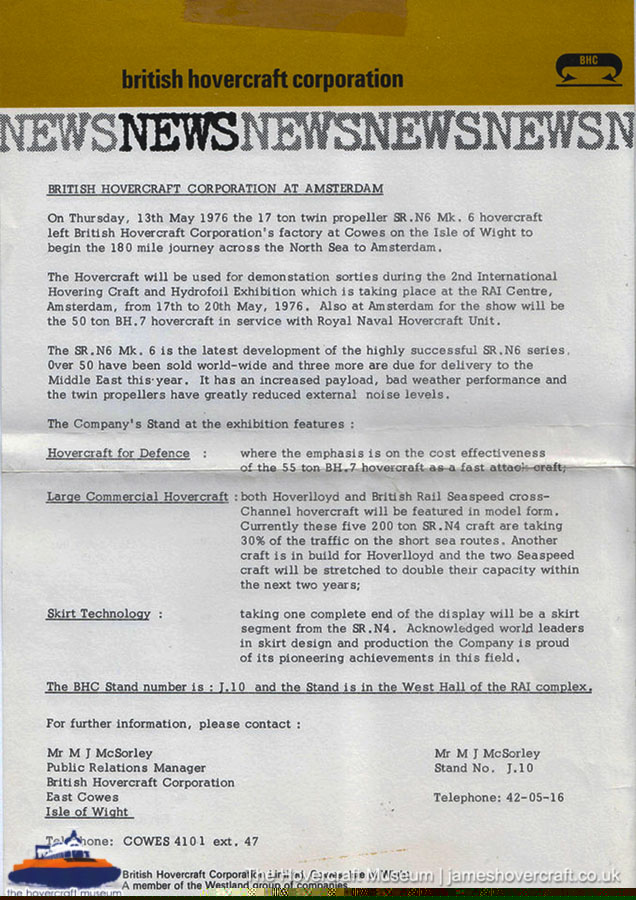 BHC
british hovercraft corporation
NEWSNEWSNEWSNEWSNEWSN
BRITISH HOVERCRAFT CORPORATION AT AMSTERDAM
On Thursday, 13th May 1976 the 17 ton twin propeller SR.N6 Mk. 6 hovercraft
left British Hovercraft Corporation's factory at Cowes on the Isle of Wight to
begin the 180 mile journey across the North Sea to Amsterdam.
The Hovercraft will be used for demonstation sorties during the 2nd International
Hovering Craft and Hydrofoil Exhibition which is taking place at the RAI Centre,
Amsterdam, from 17th to 20th May, 1976. Also at Amsterdam for the show will be
the 50 ton BH.7 hovercraft in service with Royal Naval Hovercraft Unit.
The SR.N6 Mk. 6 is the latest development of the highly successful SR.N6 series.
Over 50 have been sold world-wide and three more are due for delivery to the
Middle East this year. It has an increased payload, bad weather performance and
the twin propellers have greatly reduced external noise levels.
The Company's Stand at the exhibition features :
Hovercraft for Defence : where the emphasis is on the cost effectiveness
of the 55 ton BH.7 hovercraft as a fast attack craft;
Large Commercial Hovercraft : both Hoverlloyd and British Rail Seaspeed cross-
Channel hovercraft will be featured in model form.
Currently these five 200 ton SR.N4 craft are taking
30% of the traffic on the short sea routes. Another
craft is in build for Hoverlloyd and the two Seaspeed
craft will be stretched to double their capacity within
the next two years;
Skirt Technology : taking one complete end of the display will be a skirt
segment from the SR.N4. Acknowledged world leaders
in skirt design and production the Company is proud
of its pioneering achievements in this field.
The BHC Stand number is : J.10 and the Stand is in the West Hall of the RAI complex.
For further information, please contact :
Mr M J McSorley
Public Relations Manager
British Hovercraft Corporation
East Cowes
Isle of Wight
Telephone: COWES 4101 ext. 47
Mr M J McSorley
Stand No. J.10
Telephone: 42-05-16
British Hovercraft Corporation
A member of the Westland group of companies
the hovercraft museum
The Hovercraft Museum | jameshovercraft.co.uk